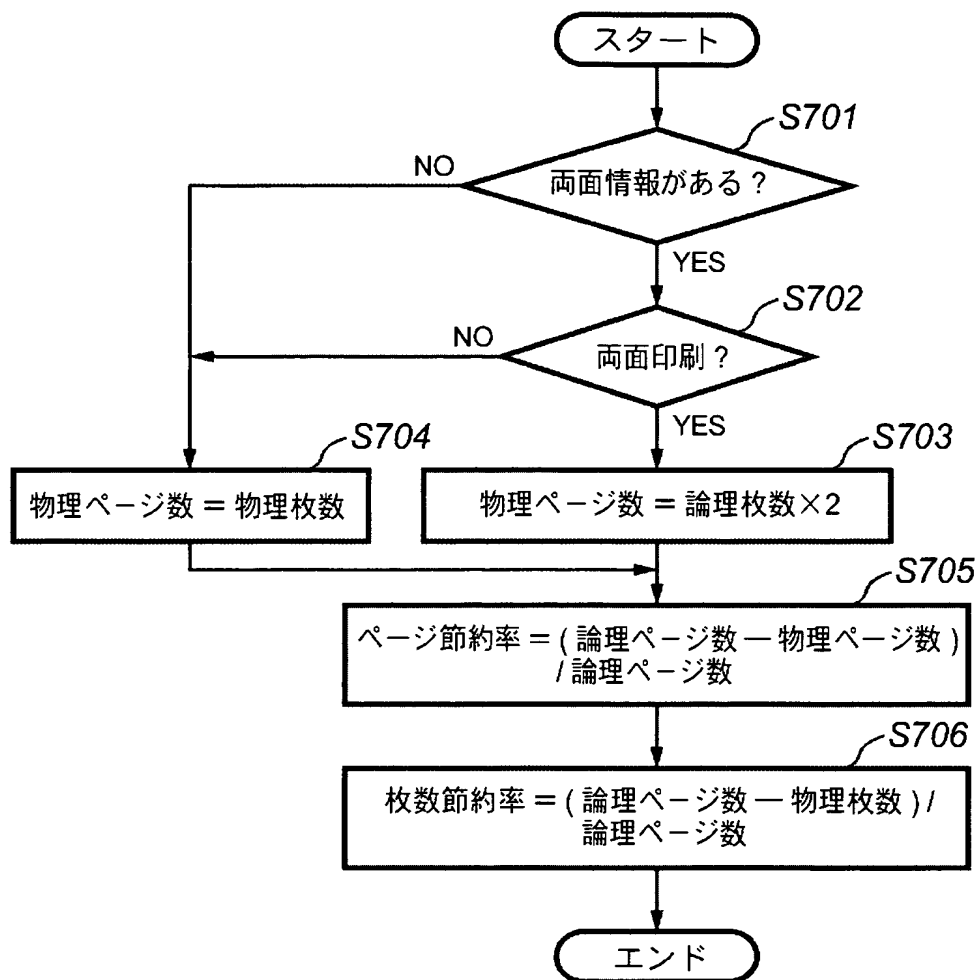 スタート
S701
両面情報がある?
NO
YES
S702
両面印刷?
NO
YES
S704
物理ページ数 = 物理枚数
S703
物理ページ数 = 論理枚数×2
S705
ページ節約率 = ( 論理ページ数 ー 物理ページ数 )
/ 論理ページ数
S706
枚数節約率 = ( 論理ページ数 ー 物理枚数 ) /
論理ページ数
エンド